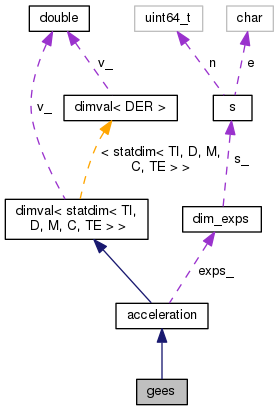 double
uint64_t
char
v_
n
e
v_
dimval< DER >
s
< statdim< TI, D, M,
C, TE > >
s_
dimval< statdim< TI,
D, M, C, TE > >
dim_exps
exps_
acceleration
gees